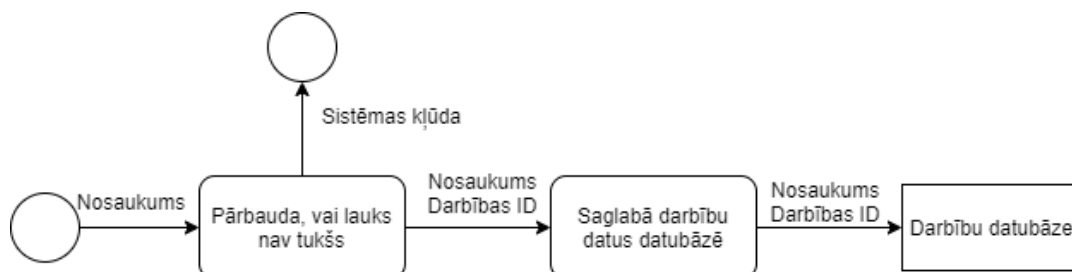 Sistēmas kļūda
Nosaukums
Pārbauda, vai lauks
nav tukšs
Nosaukums
Darbības ID
Saglabā darbību
datus datubāzē
Nosaukums
Darbības ID
Darbību datubāze